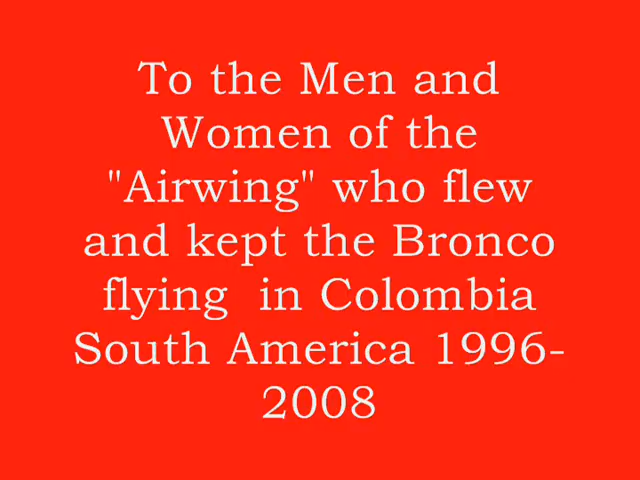 To the Men and
Women of the
"Airwing" who flew
and kept the Bronco
flying  in Colombia
South America 1996-
2008